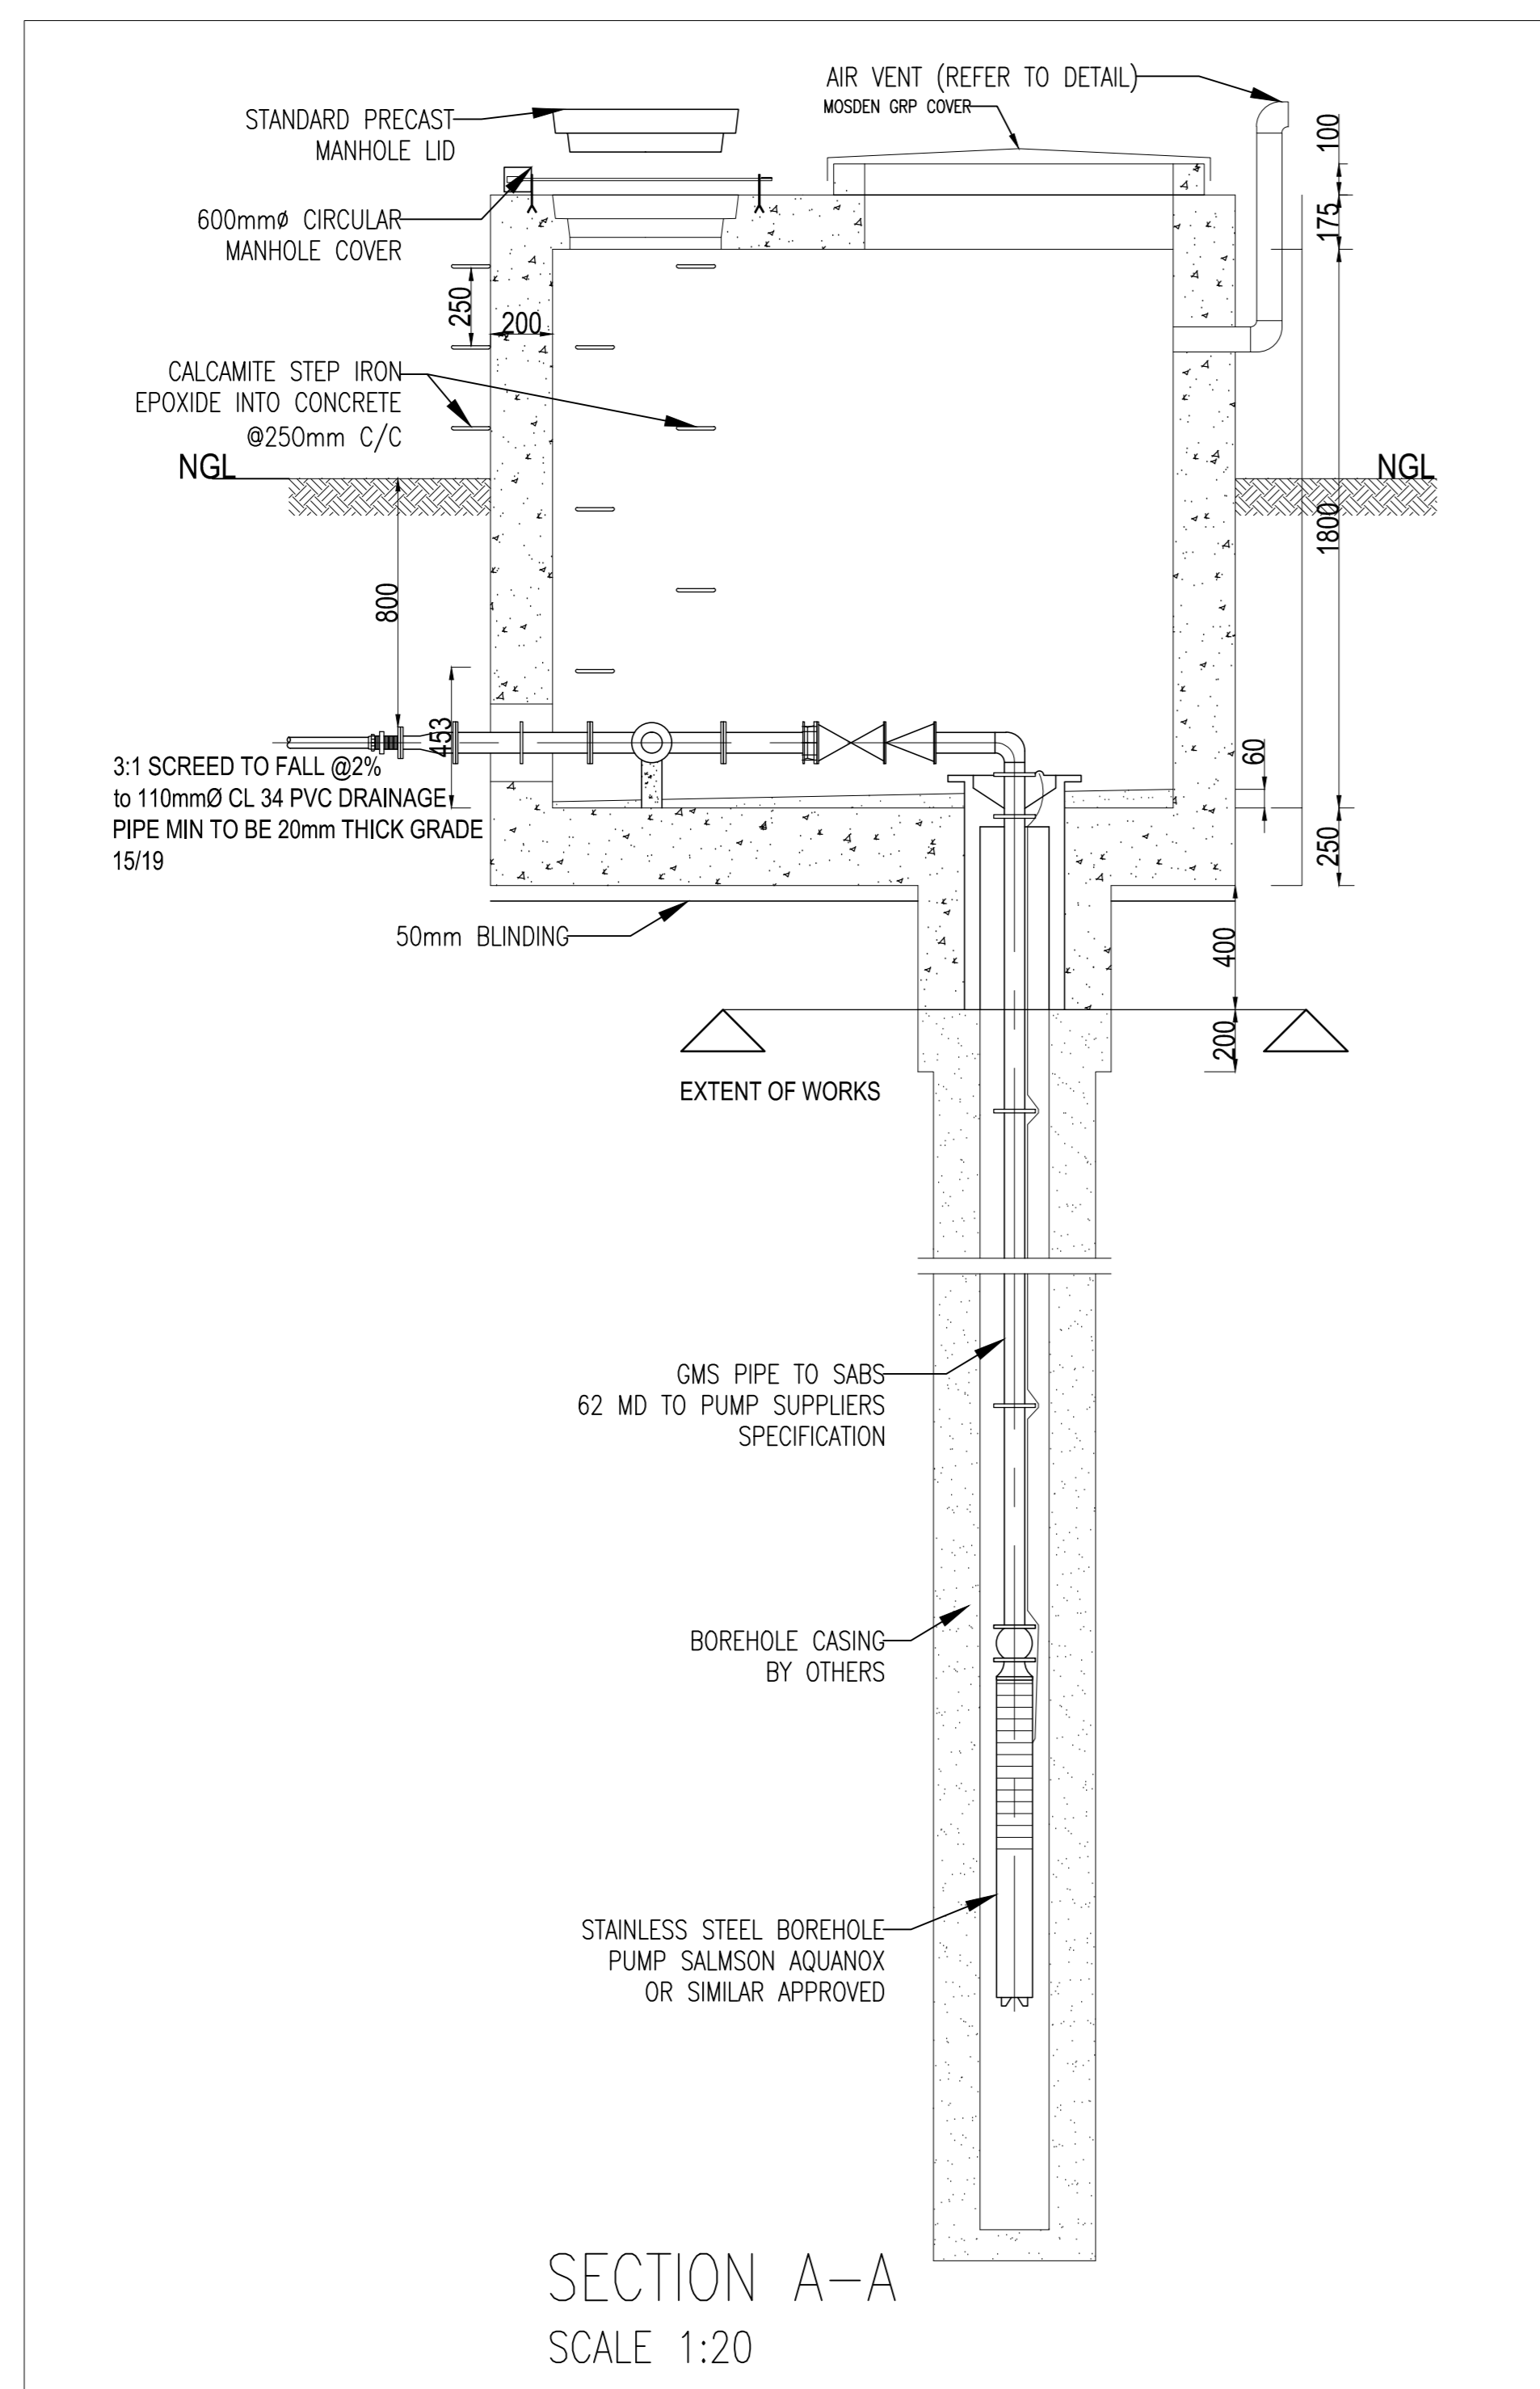 AIR VENT (REFER TO DETAIL)
MOSDEN GRP COVER
STANDARD PRECAST
MANHOLE LID
600mmø CIRCULAR
MANHOLE COVER
100
175
250
200
CALCAMITE STEP IRON
EPOXIDE INTO CONCRETE
@250mm C/C
NGL
NGL
1800
800
453
3:1 SCREED TO FALL @2%
to 110mmØ CL 34 PVC DRAINAGE
PIPE MIN TO BE 20mm THICK GRADE
15/19
60
250
50mm BLINDING
400
200
EXTENT OF WORKS
GMS PIPE TO SABS
62 MD TO PUMP SUPPLIERS
SPECIFICATION
BOREHOLE CASING
BY OTHERS
STAINLESS STEEL BOREHOLE
PUMP SALMSON AQUANOX
OR SIMILAR APPROVED
SECTION A-A
SCALE 1:20